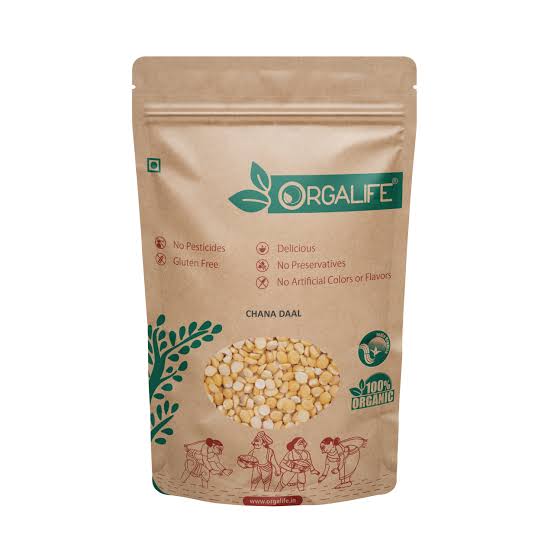 ORGALIFE®
No Pesticides
Gluten Free
Delicious
No Preservatives
No Artificial Colors or Flavors
CHANA DAAL
100%
ORGANIC
www.orgalife.in